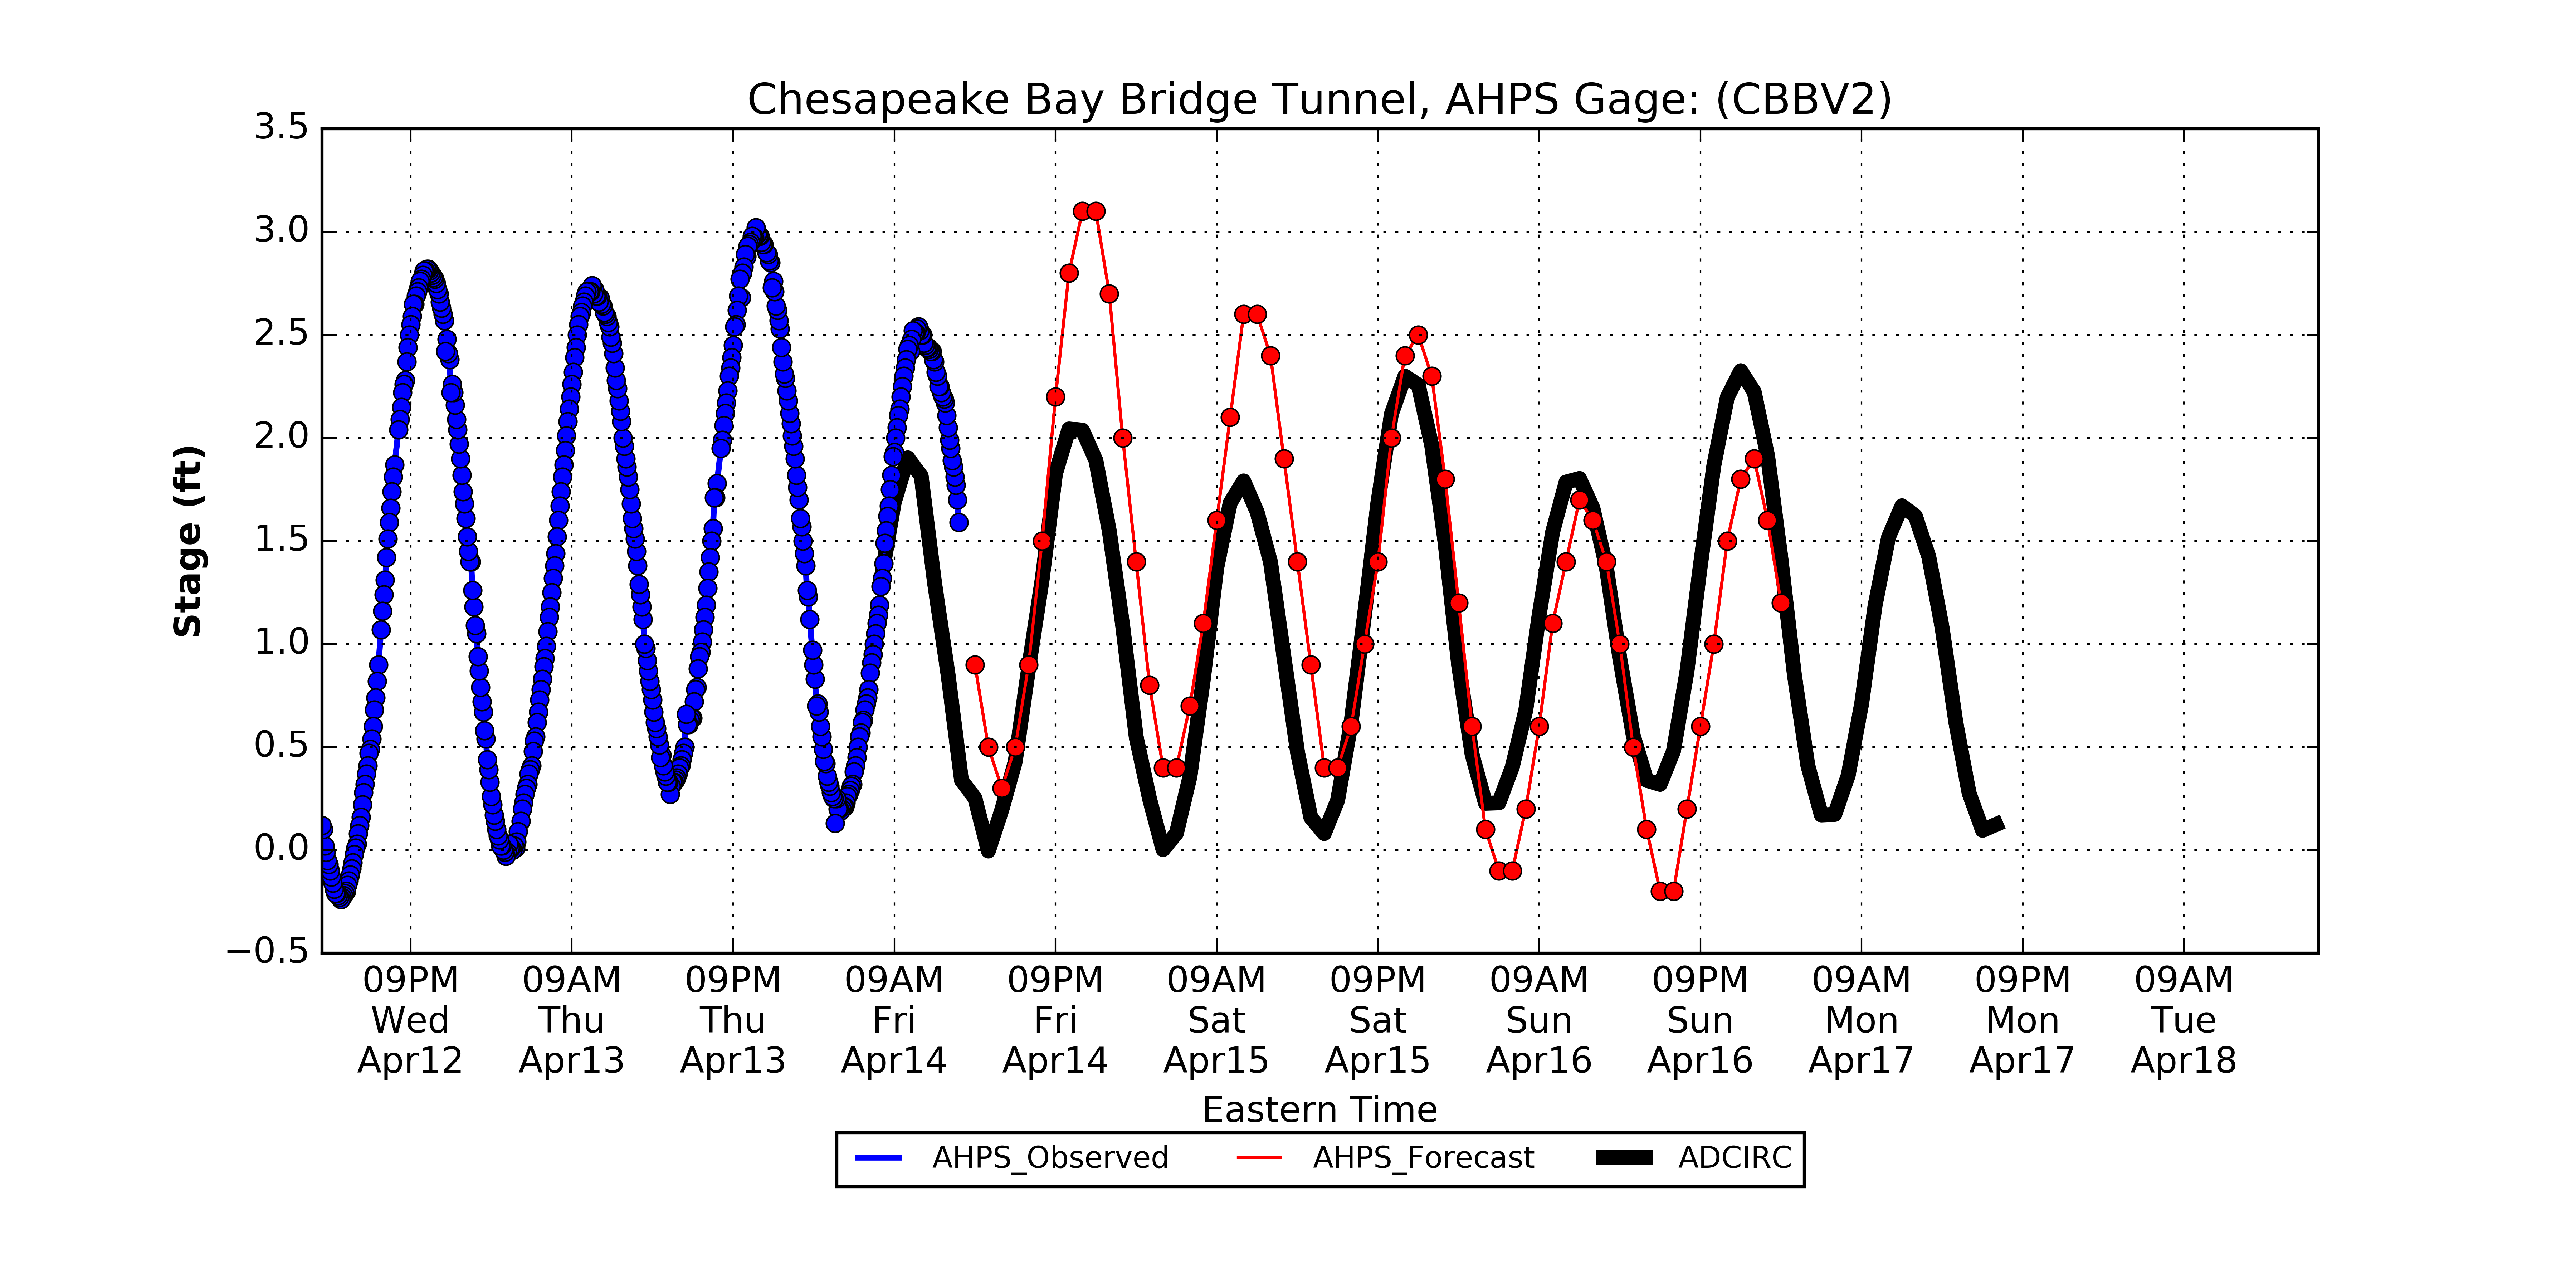 Chesapeake Bay Bridge Tunnel, AHPS Gage: (CBBV2)
3.5
3.0
2.5
2.0
1.5
1.0
0.5
0.0
−0.5
Stage (ft)
09PM 09AM 09PM 09AM 09PM 09AM 09PM 09AM 09PM 09AM 09PM 09AM
Wed Thu Thu Fri Fri Sat Sat Sun Sun Mon Mon Tue
Apr12 Apr13 Apr13 Apr14 Apr14 Apr15 Apr15 Apr16 Apr16 Apr17 Apr17 Apr18
Eastern Time
AHPS_Observed AHPS_Forecast ADCIRC